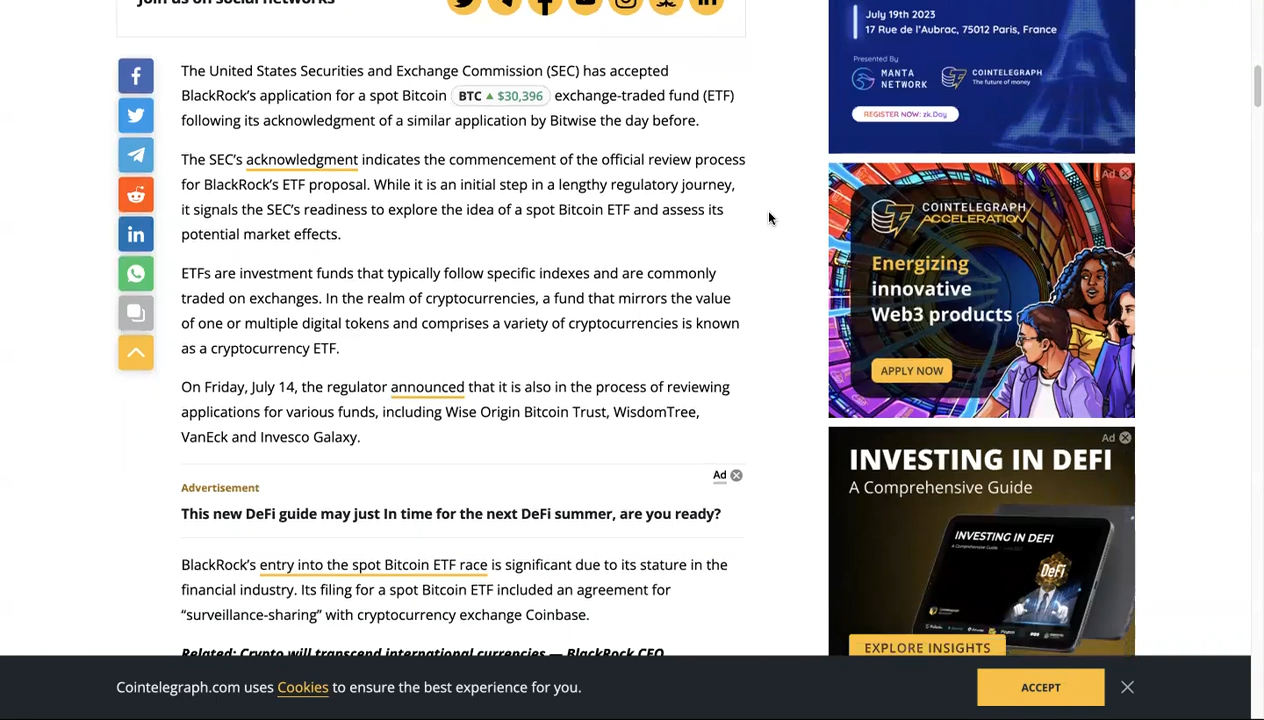 Join us on social networks
The United States Securities and Exchange Commission (SEC) has accepted
BlackRock’s application for a spot Bitcoin BTC ▲ $30,396 exchange-traded fund (ETF)
following its acknowledgment of a similar application by Bitwise the day before.
The SEC’s acknowledgment indicates the commencement of the official review process
for BlackRock’s ETF proposal. While it is an initial step in a lengthy regulatory journey,
it signals the SEC’s readiness to explore the idea of a spot Bitcoin ETF and assess its
potential market effects.
ETFs are investment funds that typically follow specific indexes and are commonly
traded on exchanges. In the realm of cryptocurrencies, a fund that mirrors the value
of one or multiple digital tokens and comprises a variety of cryptocurrencies is known
as a cryptocurrency ETF.
On Friday, July 14, the regulator announced that it is also in the process of reviewing
applications for various funds, including Wise Origin Bitcoin Trust, WisdomTree,
VanEck and Invesco Galaxy.
Ad
Advertisement
This new DeFi guide may just In time for the next DeFi summer, are you ready?
BlackRock’s entry into the spot Bitcoin ETF race is significant due to its stature in the
financial industry. Its filing for a spot Bitcoin ETF included an agreement for
“surveillance-sharing” with cryptocurrency exchange Coinbase.
Related: Crypto will transcend international currencies — BlackRock CEO
July 19th 2023
17 Rue de l’Aubrac, 75012 Paris, France
Presented By
MANTA
NETWORK
COINTELEGRAPH
The future of money
REGISTER NOW: zk.Day
Ad
COINTELEGRAPH
ACCELERATION
Energizing
innovative
Web3 products
APPLY NOW
Ad
INVESTING IN DEFI
A Comprehensive Guide
INVESTING IN DEFI
DeFi
EXPLORE INSIGHTS
Cointelegraph.com uses Cookies to ensure the best experience for you.
ACCEPT